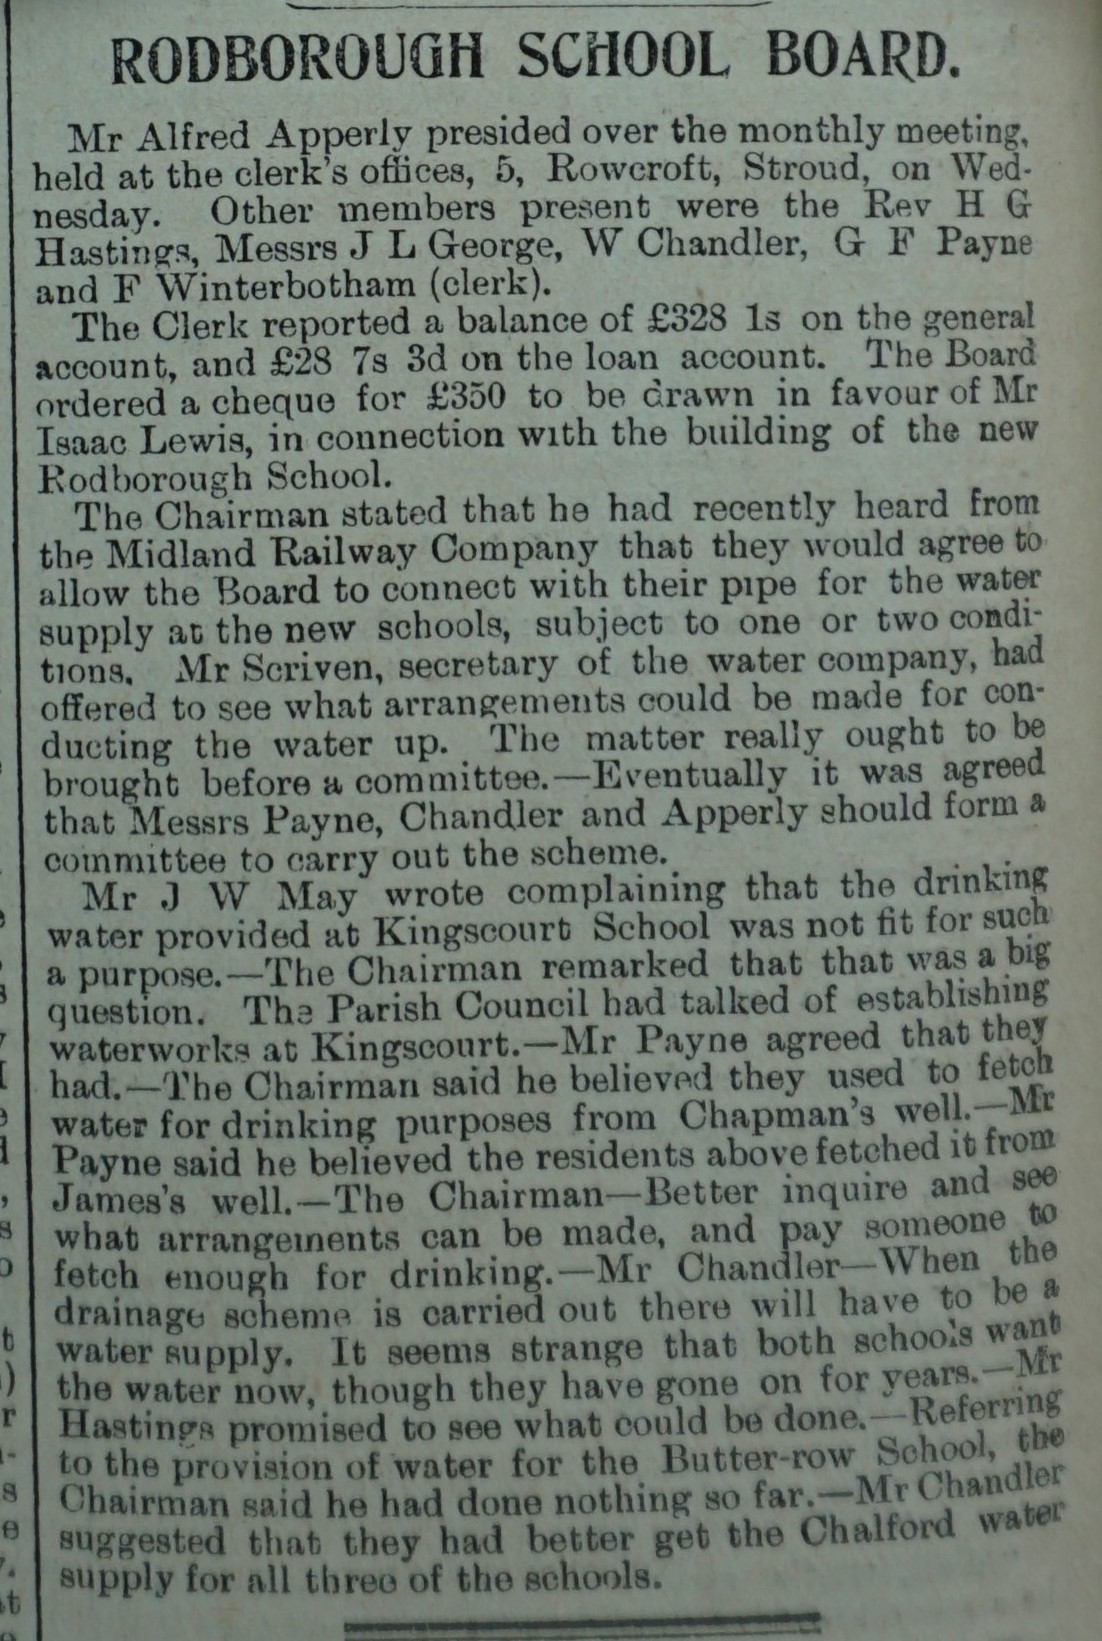 RODBOROUGH SCHOOL BOARD.
Mr Alfred Apperly presided over the monthly meeting,
held at the clerk's offices, 5, Rowcroft, Stroud, on Wed-
nesday. Other members present were the Rev H G
Hastings, Messrs J L George, W Chandler, G F Payne
and F Winterbotham (clerk).
The Clerk reported a balance of £328 1s on the general
account, and £28 7s 3d on the loan account. The Board
ordered a cheque for £350 to be drawn in favour of Mr
Isaac Lewis, in connection with the building of the new
Rodborough School.
The Chairman stated that he had recently heard from
the Midland Railway Company that they would agree to
allow the Board to connect with their pipe for the water
supply at the new schools, subject to one or two condi-
tions. Mr Scriven, secretary of the water company, had
offered to see what arrangements could be made for con-
ducting the water up. The matter really ought to be
brought before a committee.—Eventually it was agreed
that Messrs Payne, Chandler and Apperly should form a
committee to carry out the scheme.
Mr J W May wrote complaining that the drinking
water provided at Kingscourt School was not fit for such
a purpose.—The Chairman remarked that that was a big
question. The Parish Council had talked of establishing
waterworks at Kingscourt.—Mr Payne agreed that they
had.—The Chairman said he believed they used to fetch
water for drinking purposes from Chapman's well.—Mr
Payne said he believed the residents above fetched it from
James's well.—The Chairman—Better inquire and see
what arrangements can be made, and pay someone to
fetch enough for drinking.—Mr Chandler—When the
drainage scheme is carried out there will have to be a
water supply. It seems strange that both schools want
the water now, though they have gone on for years.—Mr
Hastings promised to see what could be done.—Referring
to the provision of water for the Butter-row School, the
Chairman said he had done nothing so far.—Mr Chandler
suggested that they had better get the Chalford water
supply for all three of the schools.